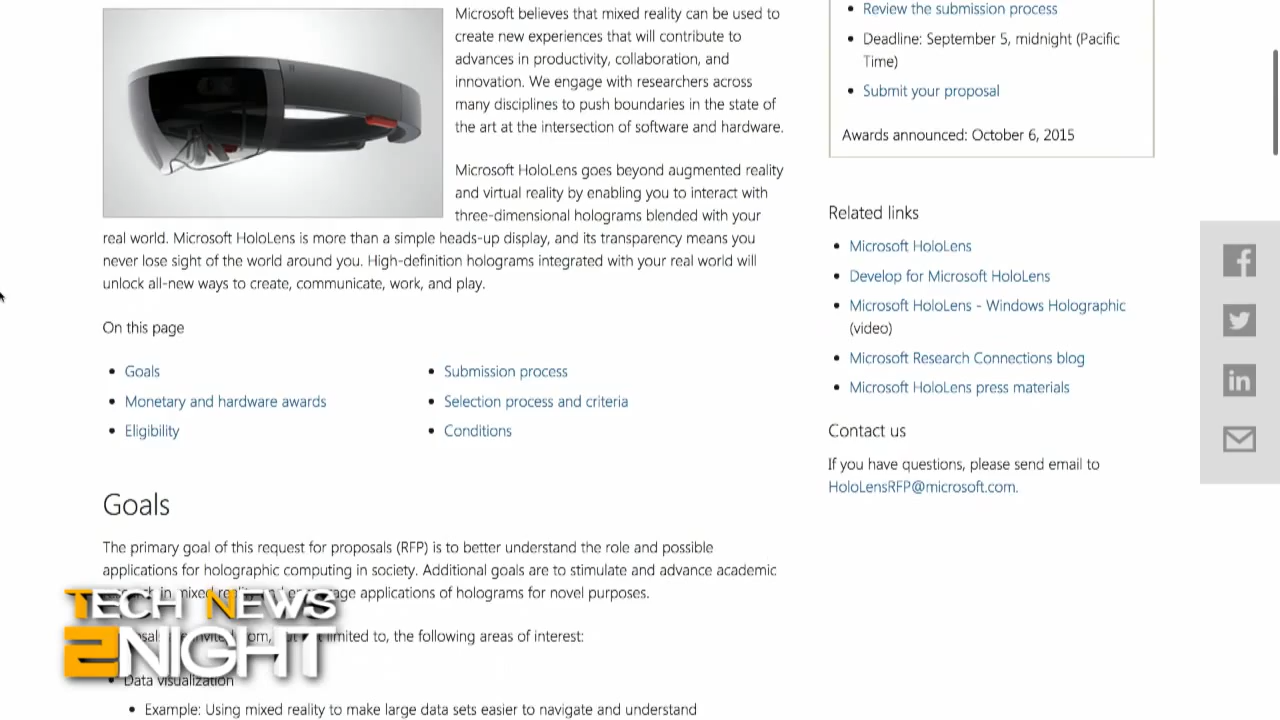 Microsoft believes that mixed reality can be used to
create new experiences that will contribute to
advances in productivity, collaboration, and
innovation. We engage with researchers across
many disciplines to push boundaries in the state of
the art at the intersection of software and hardware.
Microsoft HoloLens goes beyond augmented reality
and virtual reality by enabling you to interact with
three-dimensional holograms blended with your
real world. Microsoft HoloLens is more than a simple heads-up display, and its transparency means you
never lose sight of the world around you. High-definition holograms integrated with your real world will
unlock all-new ways to create, communicate, work, and play.
On this page
• Goals
• Monetary and hardware awards
• Eligibility
• Submission process
• Selection process and criteria
• Conditions
Goals
The primary goal of this request for proposals (RFP) is to better understand the role and possible
applications for holographic computing in society. Additional goals are to stimulate and advance academic
in mixed applications of holograms for novel purposes.
limited to, the following areas of interest:
• Data visualization
• Example: Using mixed reality to make large data sets easier to navigate and understand
TECH NEWS
2NIGHT
• Review the submission process
• Deadline: September 5, midnight (Pacific
Time)
• Submit your proposal
Awards announced: October 6, 2015
Related links
• Microsoft HoloLens
• Develop for Microsoft HoloLens
• Microsoft HoloLens - Windows Holographic
(video)
• Microsoft Research Connections blog
• Microsoft HoloLens press materials
Contact us
If you have questions, please send email to
HoloLensRFP@microsoft.com.
f
in